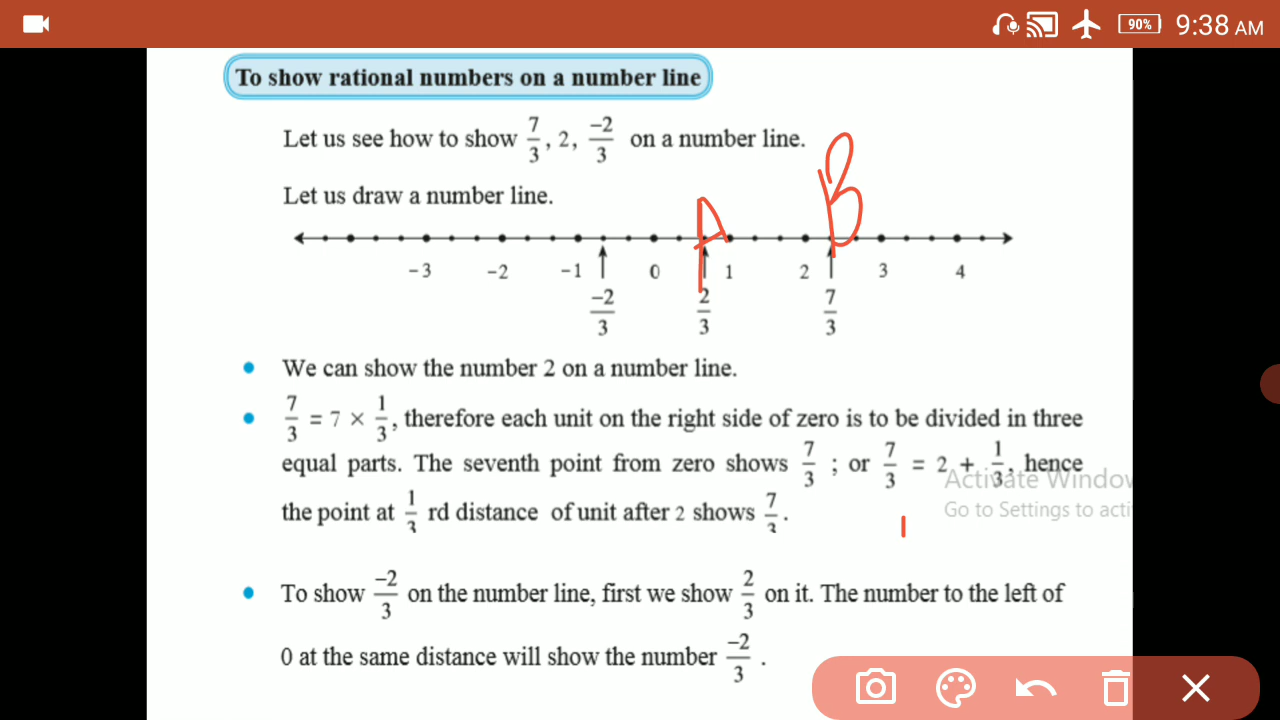 90% 9:38 AM
To show rational numbers on a number line
Let us see how to show 7/3, 2, -2/3 on a number line.
Let us draw a number line.
A B
-3 -2 -1 0 1 2 3 4
-2/3 2/3 7/3
• We can show the number 2 on a number line.
• 7/3 = 7 × 1/3, therefore each unit on the right side of zero is to be divided in three
equal parts. The seventh point from zero shows 7/3 ; or 7/3 = 2 + 1/3, hence
Activate Window
the point at 1/3 rd distance of unit after 2 shows 7/3.
Go to Settings to acti
• To show -2/3 on the number line, first we show 2/3 on it. The number to the left of
0 at the same distance will show the number -2/3 .